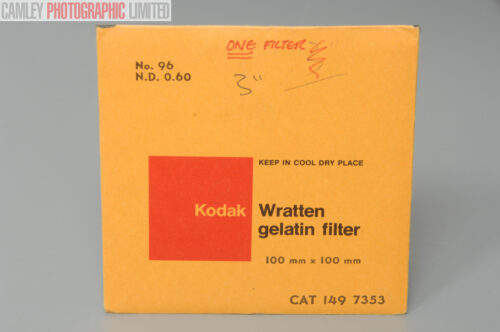 CAMLEY PHOTOGRAPHIC LIMITED
ONE FILTER
No. 96
N.D. 0.60
3"
KEEP IN COOL DRY PLACE
Kodak Wratten
gelatin filter
100 mm x 100 mm
CAT 149 7353